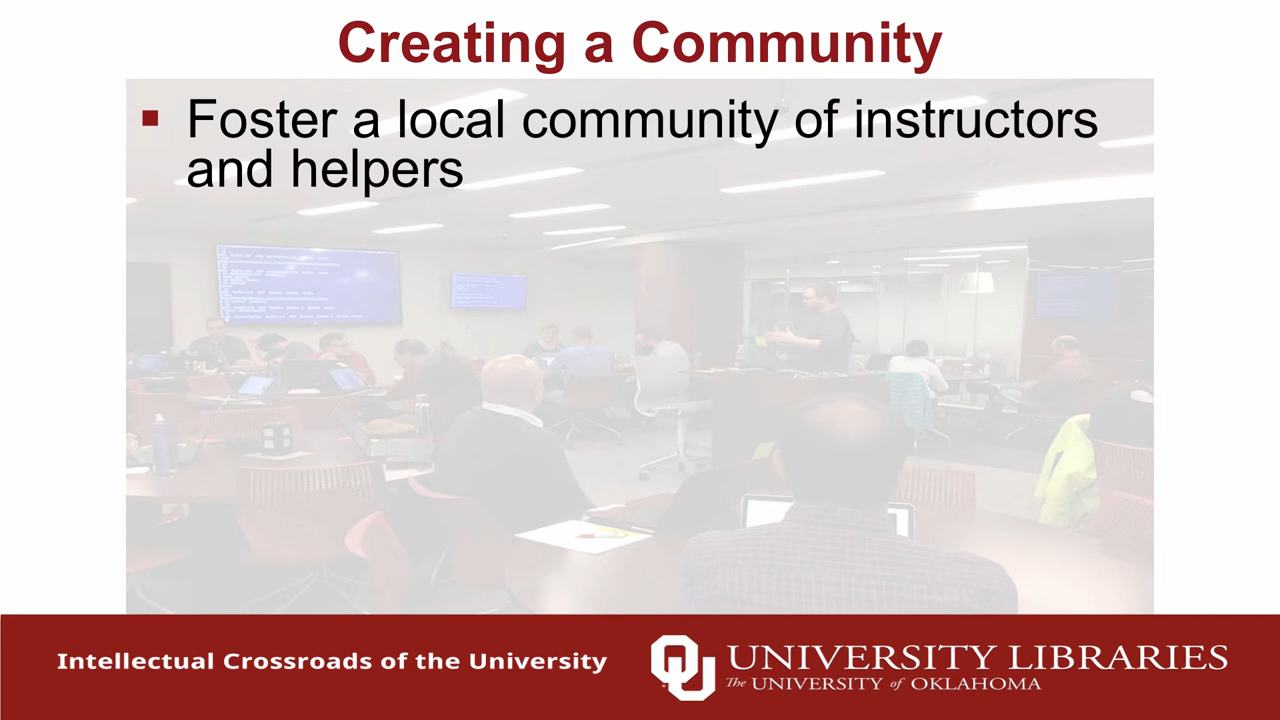 Creating a Community
▪ Foster a local community of instructors
and helpers
Intellectual Crossroads of the University
OU
UNIVERSITY LIBRARIES
The UNIVERSITY of OKLAHOMA